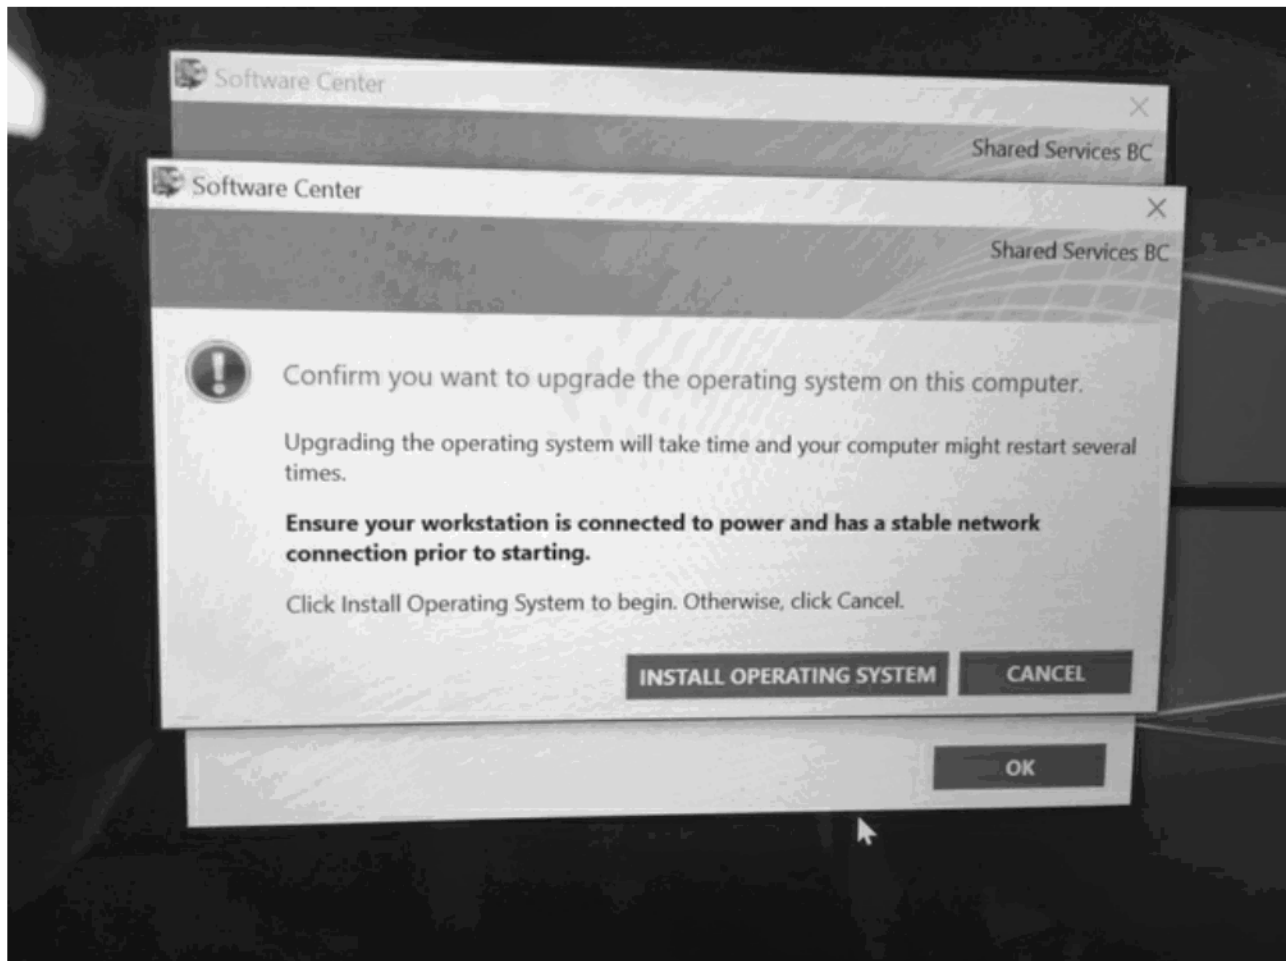 Software Center
Shared Services BC
Software Center
Shared Services BC
Confirm you want to upgrade the operating system on this computer.
Upgrading the operating system will take time and your computer might restart several
times.
Ensure your workstation is connected to power and has a stable network
connection prior to starting.
Click Install Operating System to begin. Otherwise, click Cancel.
INSTALL OPERATING SYSTEM
CANCEL
OK